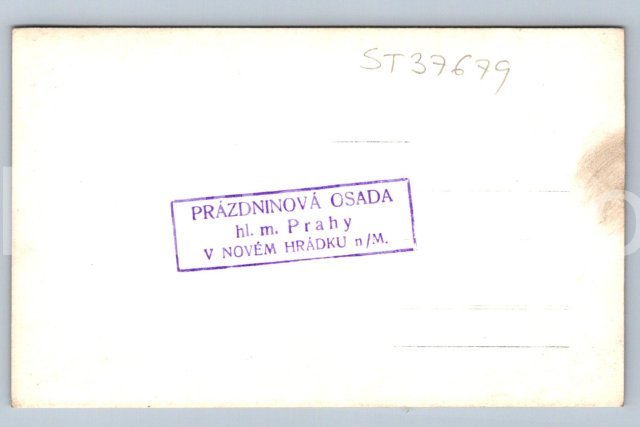 ST37679
PRÁZDNINOVÁ OSADA
hl. m. Prahy
V NOVÉM HRÁDKU n/M.